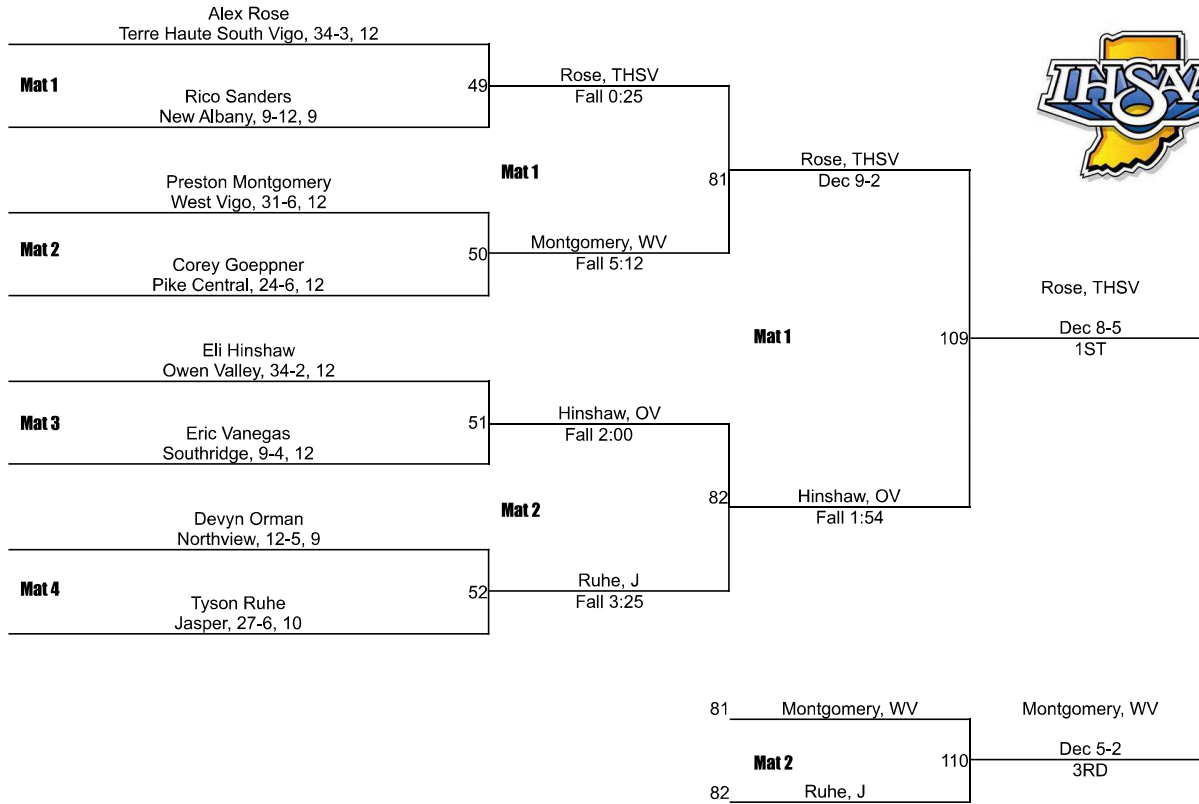 Alex Rose
Terre Haute South Vigo, 34-3, 12
Mat 1
49
Rico Sanders
New Albany, 9-12, 9
Rose, THSV
Fall 0:25
Preston Montgomery
West Vigo, 31-6, 12
Mat 2
50
Corey Goeppner
Pike Central, 24-6, 12
Montgomery, WV
Fall 5:12
Mat 1
81
Rose, THSV
Dec 9-2
Eli Hinshaw
Owen Valley, 34-2, 12
Mat 3
51
Eric Vanegas
Southridge, 9-4, 12
Hinshaw, OV
Fall 2:00
Devyn Orman
Northview, 12-5, 9
Mat 4
52
Tyson Ruhe
Jasper, 27-6, 10
Ruhe, J
Fall 3:25
Mat 2
82
Hinshaw, OV
Fall 1:54
Mat 1
109
Rose, THSV
Dec 8-5
1ST
IHSAA
81
Montgomery, WV
Mat 2
110
82
Ruhe, J
Montgomery, WV
Dec 5-2
3RD